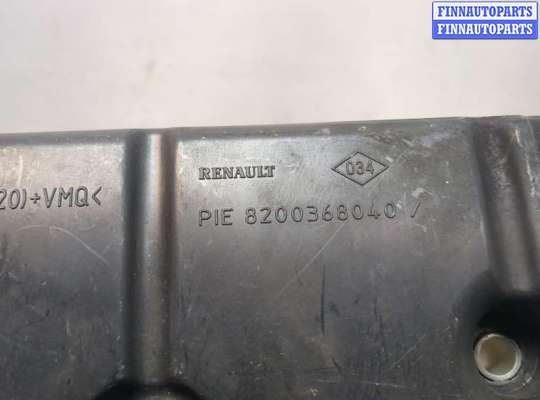 FINNAUTOPARTS
FINNAUTOPARTS
RENAULT
034
20)+VMQ<
PIE 8200368040 /